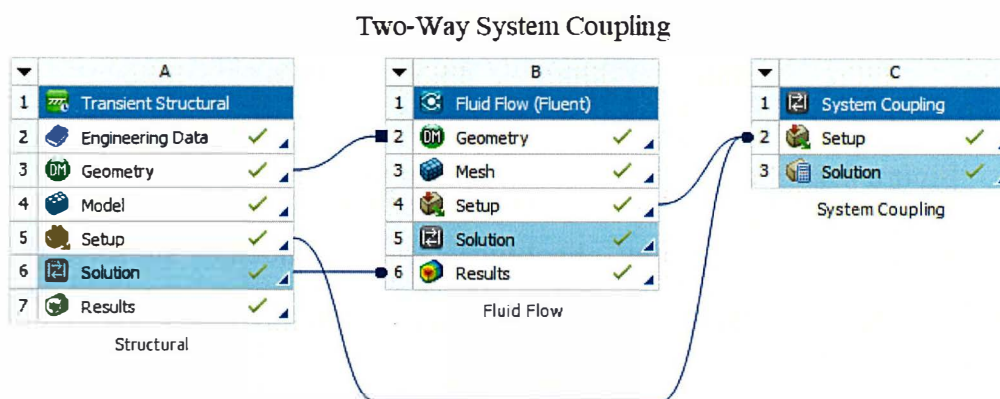 Two-Way System Coupling
A
1 Transient Structural
2 Engineering Data
3 DM Geometry
4 Model
5 Setup
6 Solution
7 Results
Structural
B
1 Fluid Flow (Fluent)
2 DM Geometry
3 Mesh
4 Setup
5 Solution
6 Results
Fluid Flow
C
1 System Coupling
2 Setup
3 Solution
System Coupling